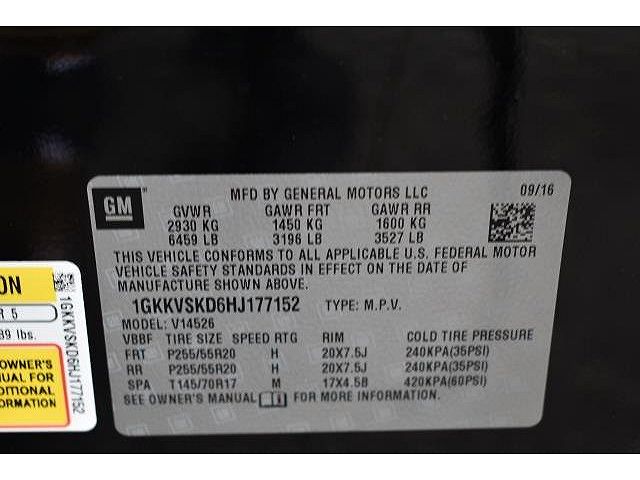 GM
MFD BY GENERAL MOTORS LLC 09/16
GVWR GAWR FRT GAWR RR
2930 KG 1450 KG 1600 KG
6459 LB 3196 LB 3527 LB
THIS VEHICLE CONFORMS TO ALL APPLICABLE U.S. FEDERAL MOTOR
VEHICLE SAFETY STANDARDS IN EFFECT ON THE DATE OF
MANUFACTURE SHOWN ABOVE.
1GKKVSKD6HJ177152 TYPE: M.P.V.
MODEL: V14526
VBBF TIRE SIZE SPEED RTG RIM COLD TIRE PRESSURE
FRT P255/55R20 H 20X7.5J 240KPA(35PSI)
RR P255/55R20 H 20X7.5J 240KPA(35PSI)
SPA T145/70R17 M 17X4.5B 420KPA(60PSI)
SEE OWNER'S MANUAL FOR MORE INFORMATION
ON
R 5
39 lbs.
OWNER'S
NUAL FOR
DITIONAL
ORMATION
1GKKVSKD6HJ177152